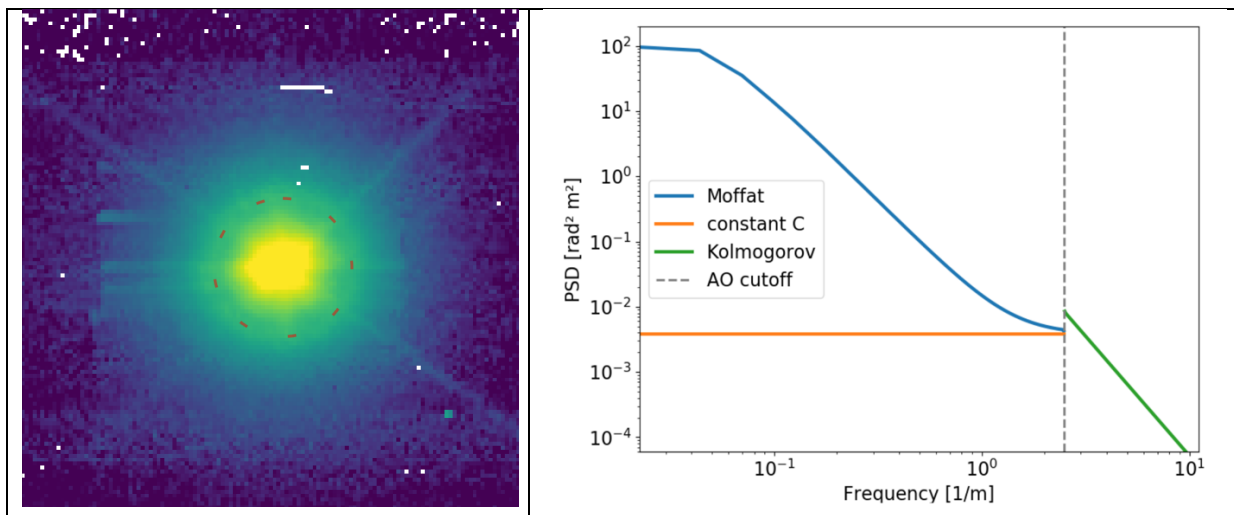 10²
10¹
10⁰
10⁻¹
10⁻²
10⁻³
10⁻⁴
PSD [rad² m²]
Moffat
constant C
Kolmogorov
AO cutoff
10⁻¹
10⁰
10¹
Frequency [1/m]